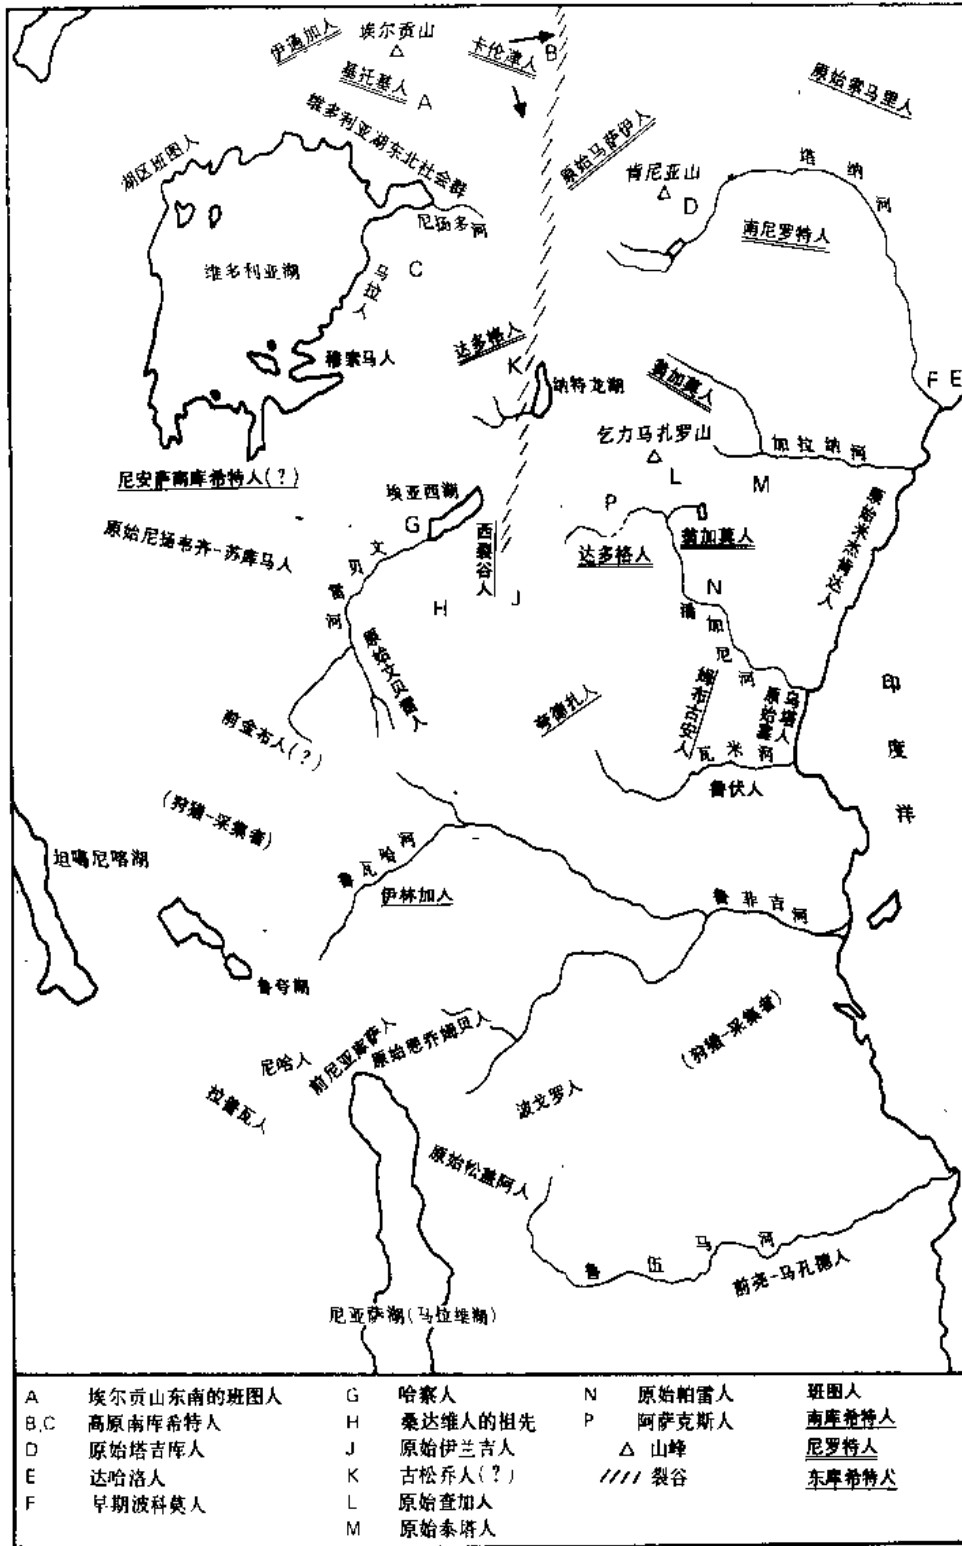 伊通加人
埃尔贡山
卡伦津人
B
基托基人
A
原始索马里人
维多利亚湖东北社会群
湖区班图人
原始马萨伊人
肯尼亚山
D
塔纳河
尼扬多河
南尼罗特人
维多利亚湖
马拉人
C
穆索马人
达多格人
K
纳特龙湖
翁加莫人
F
E
乞力马扎罗山
加拉纳河
L
M
尼安萨南库希特人(?)
埃亚西湖
G
P
原始尼扬韦齐-苏库马人
西裂谷人
达多格人
翁加莫人
文贝雷河
H
J
N
潘加尼河
原始文贝雷人
印度洋
姆布古安人
原始塞乌塔人
夸德扎人
前金布人(?)
瓦米河
鲁伏人
(狩猎-采集者)
坦噶尼喀湖
鲁瓦哈河
伊林加人
鲁菲吉河
鲁夸湖
(狩猎-采集者)
尼哈人
前尼亚库萨人
原始恩乔姆贝人
拉普瓦人
波戈罗人
原始松盖阿人
鲁伍马河
前尧-马孔德人
尼亚萨湖(马拉维湖)
A 埃尔贡山东南的班图人
B,C 高原南库希特人
D 原始塔吉库人
E 达哈洛人
F 早期波科莫人
G 哈察人
H 桑达维人的祖先
J 原始伊兰吉人
K 古松乔人(?)
L 原始查加人
M 原始泰塔人
N 原始帕雷人
P 阿萨克斯人
△ 山峰
//// 裂谷
班图人
南库希特人
尼罗特人
东库希特人